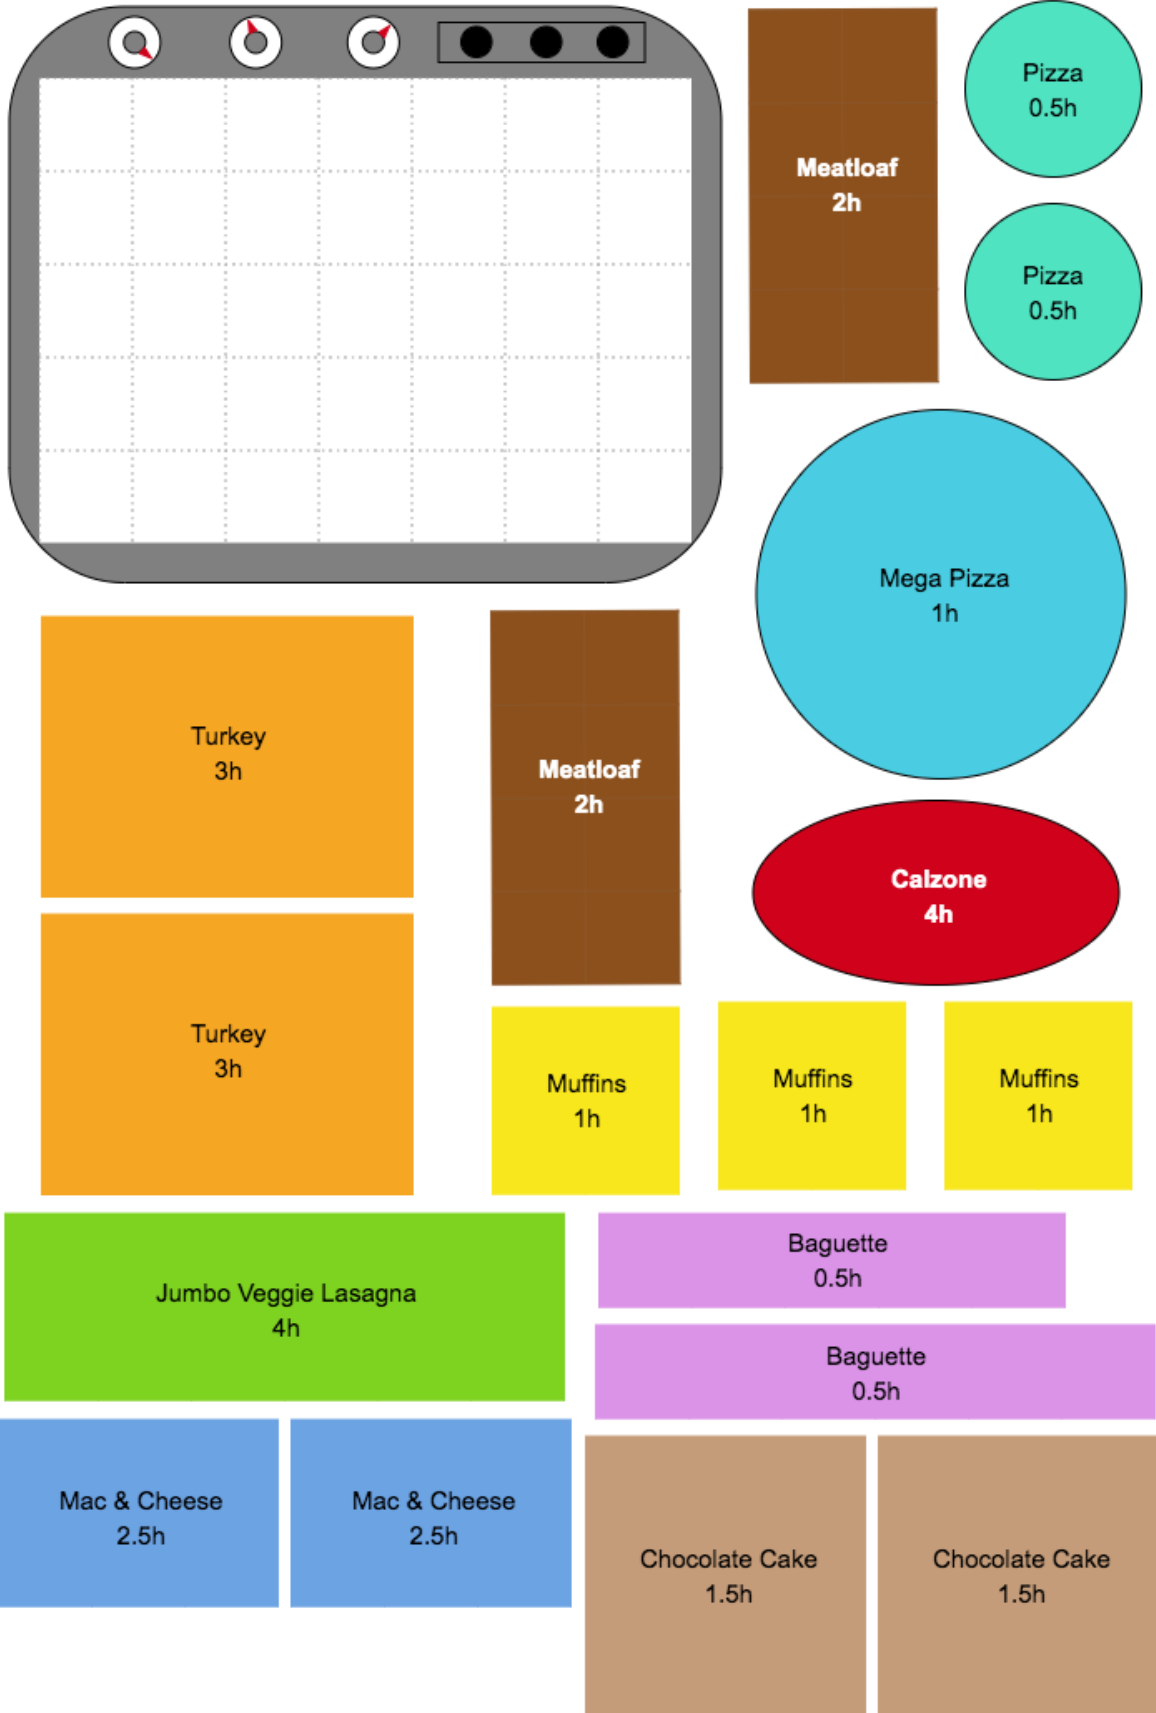 Meatloaf
2h
Pizza
0.5h
Pizza
0.5h
Mega Pizza
1h
Turkey
3h
Meatloaf
2h
Calzone
4h
Turkey
3h
Muffins
1h
Muffins
1h
Muffins
1h
Jumbo Veggie Lasagna
4h
Baguette
0.5h
Baguette
0.5h
Mac & Cheese
2.5h
Mac & Cheese
2.5h
Chocolate Cake
1.5h
Chocolate Cake
1.5h